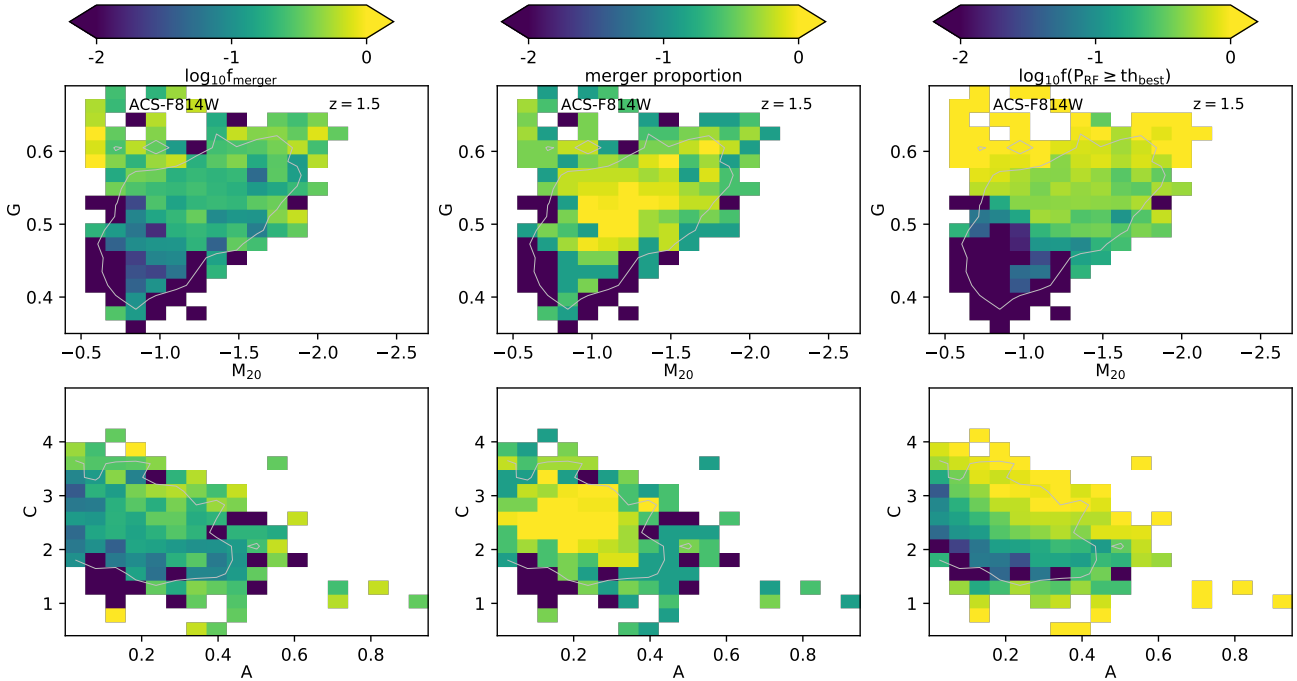 -2 -1 0 -2 -1 0 -2 -1 0
log₁₀f_merger merger proportion log₁₀f(P_RF ≥ th_best)
ACS-F814W z = 1.5 ACS-F814W z = 1.5 ACS-F814W z = 1.5
0.6 0.6 0.6
G G G
0.5 0.5 0.5
0.4 0.4 0.4
−0.5 −1.0 −1.5 −2.0 −2.5 −0.5 −1.0 −1.5 −2.0 −2.5 −0.5 −1.0 −1.5 −2.0 −2.5
M₂₀ M₂₀ M₂₀
4 4 4
3 3 3
C C C
2 2 2
1 1 1
0.2 0.4 0.6 0.8 0.2 0.4 0.6 0.8 0.2 0.4 0.6 0.8
A A A